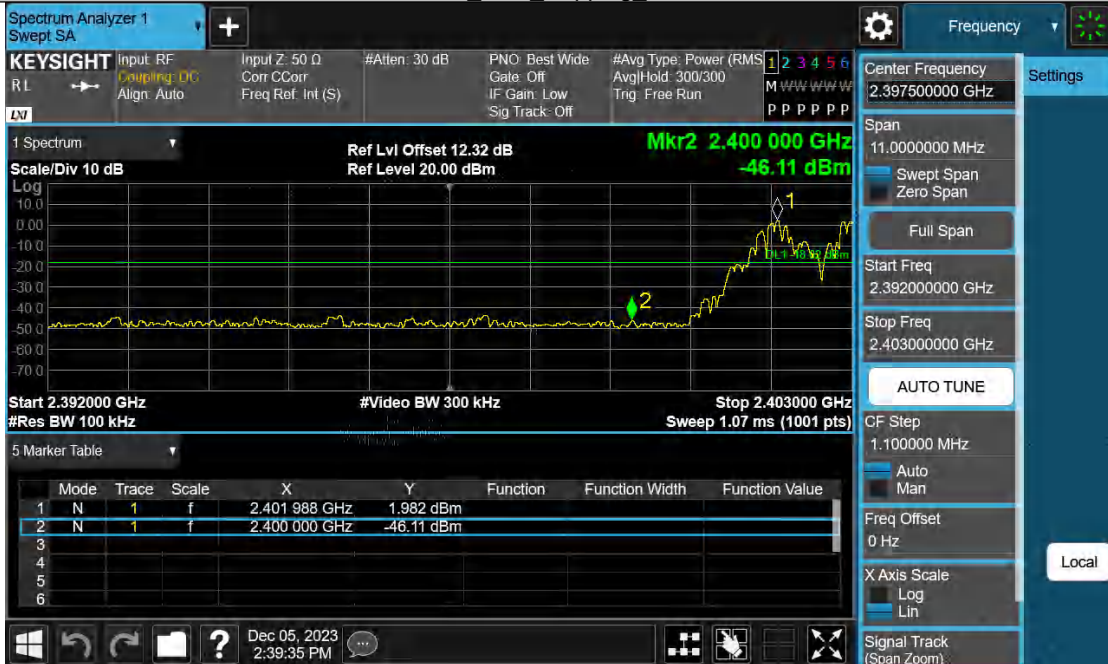 Spectrum Analyzer 1
Swept SA
+
Frequency
KEYSIGHT
R L
LXI
Input: RF
Coupling: DC
Align: Auto
Input Z: 50 Ω
Corr CCorr
Freq Ref: Int (S)
#Atten: 30 dB
PNO: Best Wide
Gate: Off
IF Gain: Low
Sig Track: Off
#Avg Type: Power (RMS
Avg|Hold: 300/300
Trig: Free Run
1 2 3 4 5 6
M W W W W W
P P P P P P
Center Frequency
2.397500000 GHz
Settings
Span
11.0000000 MHz
Swept Span
Zero Span
Full Span
Start Freq
2.392000000 GHz
Stop Freq
2.403000000 GHz
AUTO TUNE
CF Step
1.100000 MHz
Auto
Man
Freq Offset
0 Hz
X Axis Scale
Log
Lin
Signal Track
(Span Zoom)
Local
1 Spectrum
Scale/Div 10 dB
Ref Lvl Offset 12.32 dB
Ref Level 20.00 dBm
Mkr2 2.400 000 GHz
-46.11 dBm
Log
10.0
0.00
-10.0
-20.0
-30.0
-40.0
-50.0
-60.0
-70.0
1
DL1 -18.02 dBm
2
Start 2.392000 GHz
#Video BW 300 kHz
Stop 2.403000 GHz
#Res BW 100 kHz
Sweep 1.07 ms (1001 pts)
5 Marker Table
Mode Trace Scale X Y Function Function Width Function Value
1 N 1 f 2.401 988 GHz 1.982 dBm
2 N 1 f 2.400 000 GHz -46.11 dBm
3
4
5
6
?
Dec 05, 2023
2:39:35 PM